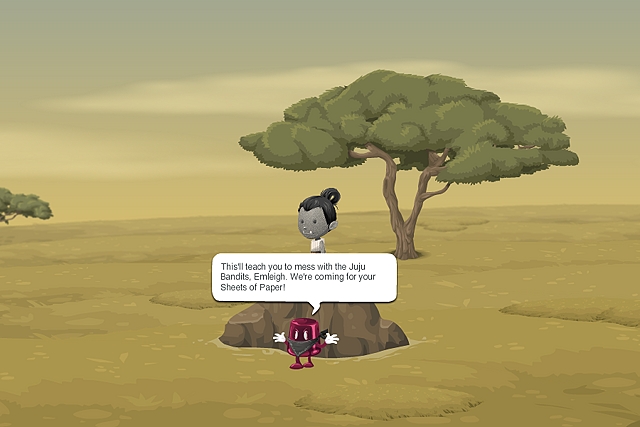 This'll teach you to mess with the Juju
Bandits, Emleigh. We're coming for your
Sheets of Paper!